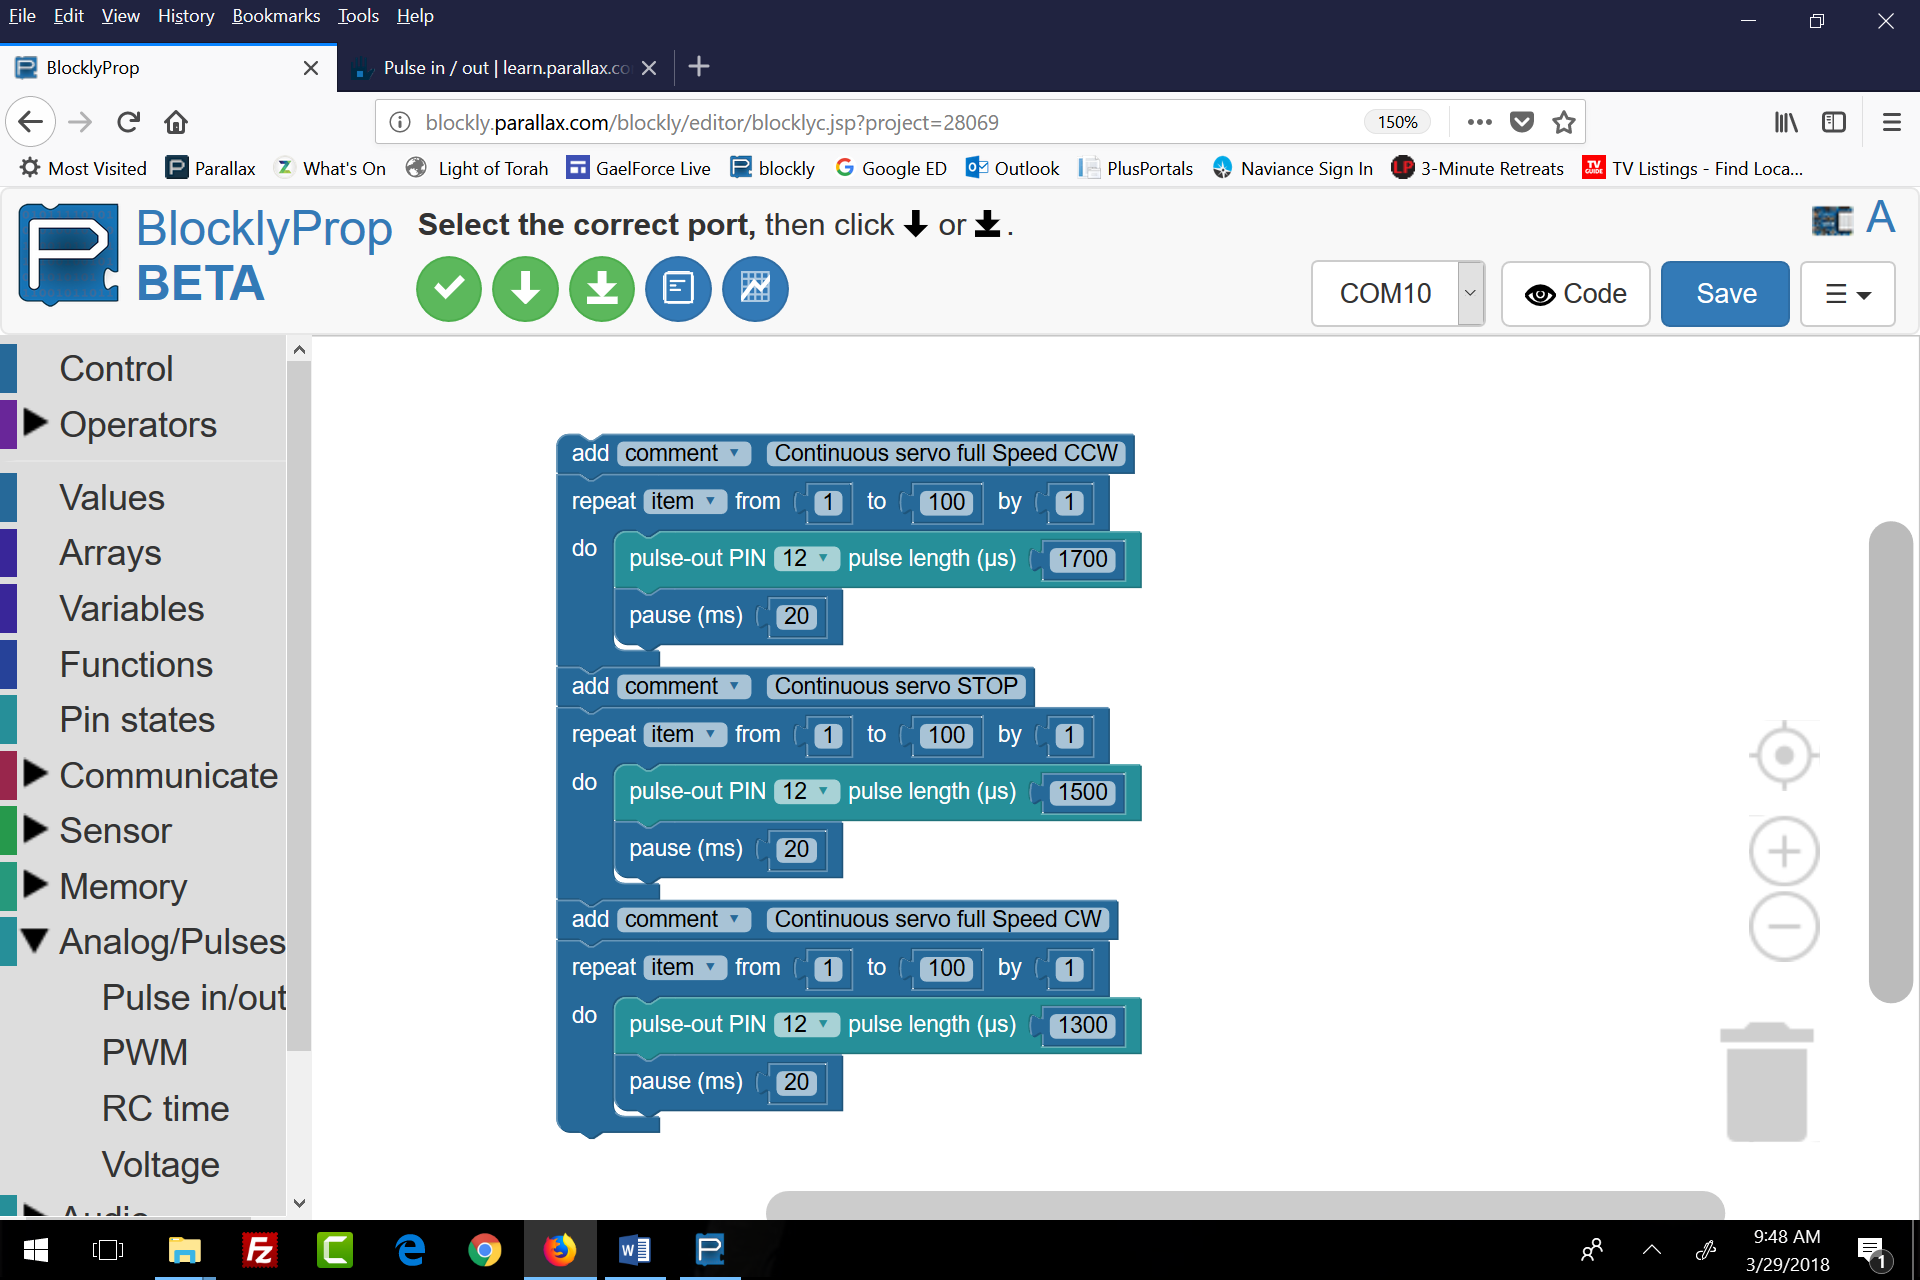 File Edit View History Bookmarks Tools Help
BlocklyProp
Pulse in / out | learn.parallax.co
blockly.parallax.com/blockly/editor/blocklyc.jsp?project=28069 150%
Most Visited Parallax What's On Light of Torah GaelForce Live blockly Google ED Outlook PlusPortals Naviance Sign In 3-Minute Retreats TV Listings - Find Loca...
BlocklyProp
BETA
Select the correct port, then click or .
A
COM10 Code Save
Control
Operators
Values
Arrays
Variables
Functions
Pin states
Communicate
Sensor
Memory
Analog/Pulses
Pulse in/out
PWM
RC time
Voltage
Audio
add comment Continuous servo full Speed CCW
repeat item from 1 to 100 by 1
do pulse-out PIN 12 pulse length (µs) 1700
pause (ms) 20
add comment Continuous servo STOP
repeat item from 1 to 100 by 1
do pulse-out PIN 12 pulse length (µs) 1500
pause (ms) 20
add comment Continuous servo full Speed CW
repeat item from 1 to 100 by 1
do pulse-out PIN 12 pulse length (µs) 1300
pause (ms) 20
9:48 AM
3/29/2018
1